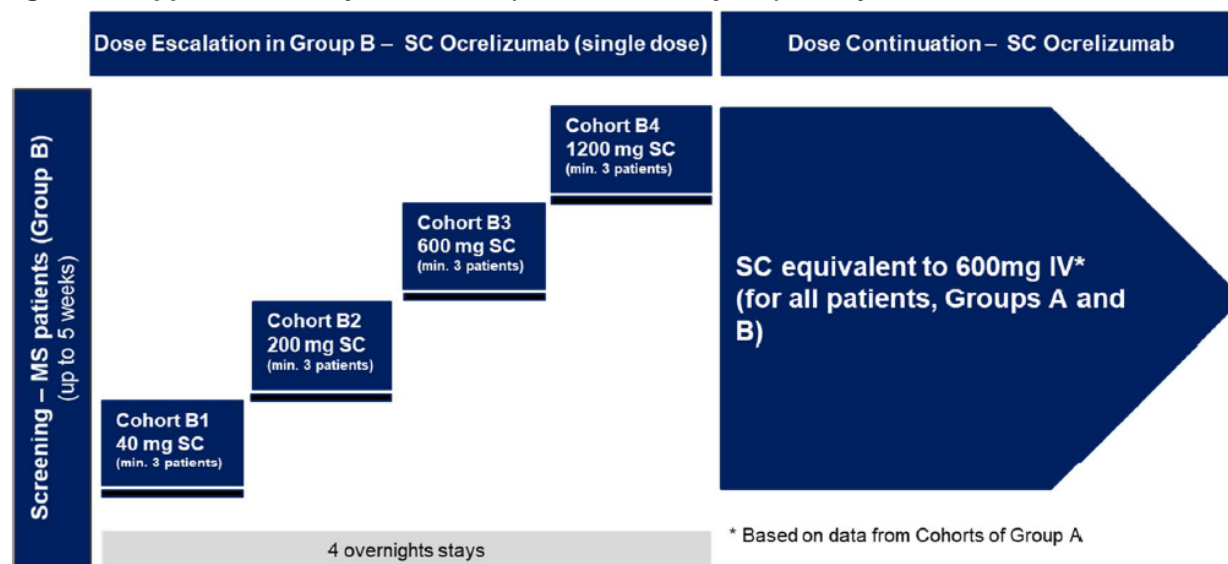 Dose Escalation in Group B – SC Ocrelizumab (single dose)
Dose Continuation – SC Ocrelizumab
Screening – MS patients (Group B)
(up to 5 weeks)
Cohort B1
40 mg SC
(min. 3 patients)
Cohort B2
200 mg SC
(min. 3 patients)
Cohort B3
600 mg SC
(min. 3 patients)
Cohort B4
1200 mg SC
(min. 3 patients)
SC equivalent to 600mg IV*
(for all patients, Groups A and
B)
4 overnights stays
* Based on data from Cohorts of Group A